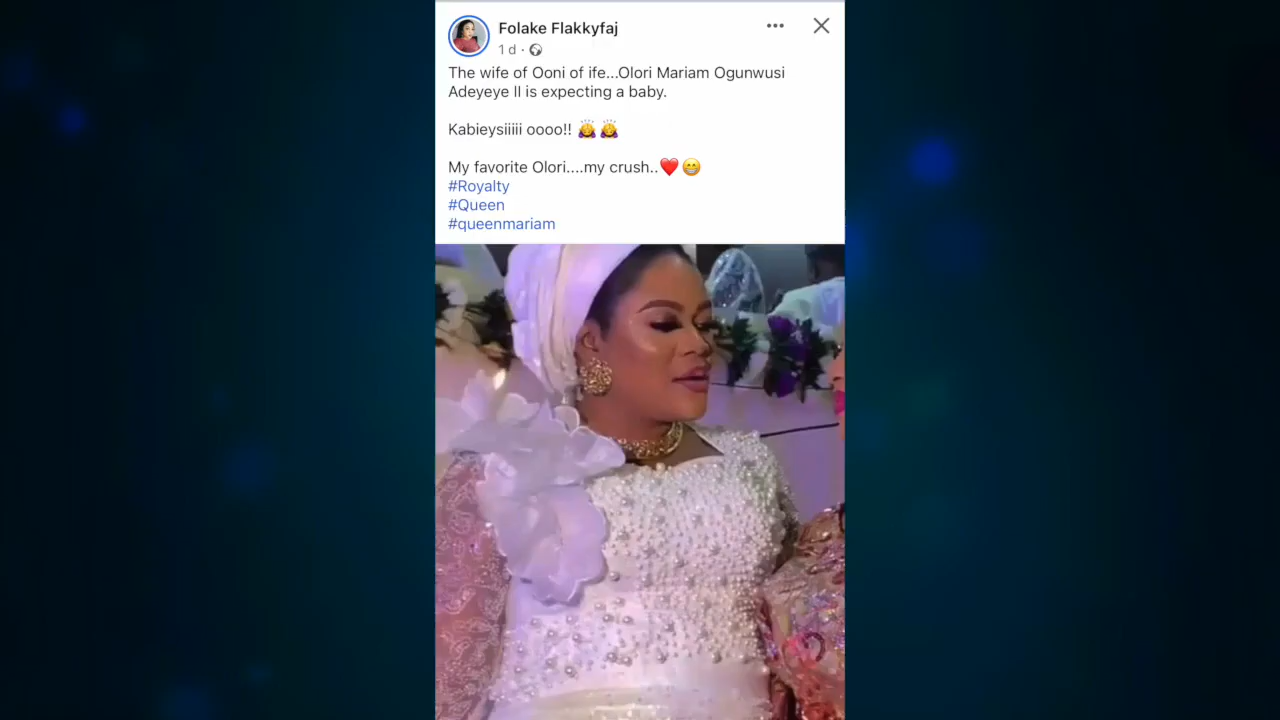 Folake Flakkyfaj
1 d ·
The wife of Ooni of ife...Olori Mariam Ogunwusi
Adeyeye II is expecting a baby.
Kabieysiiiii oooo!! 🙇‍♀️🙇‍♀️
My favorite Olori....my crush..❤️😁
#Royalty
#Queen
#queenmariam